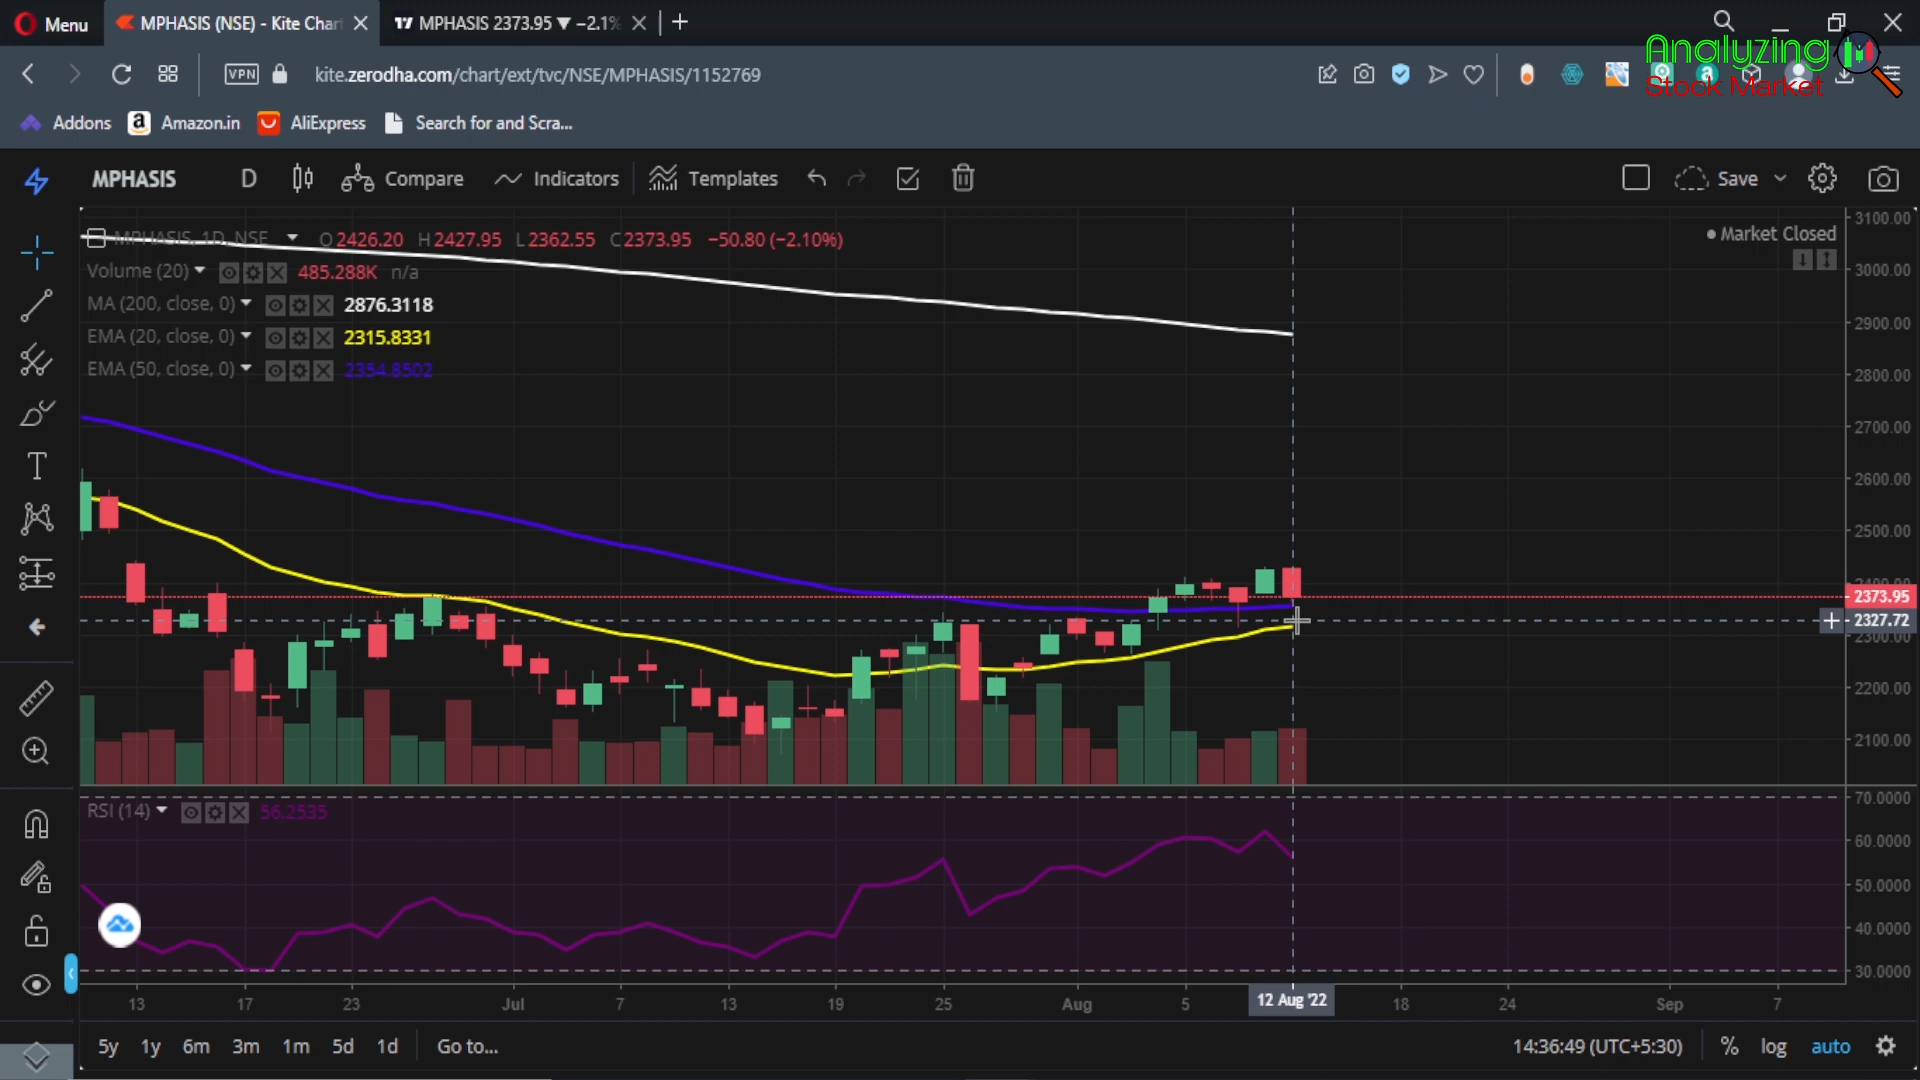 Menu
MPHASIS (NSE) - Kite Char
MPHASIS 2373.95 ▼ −2.1%
VPN
kite.zerodha.com/chart/ext/tvc/NSE/MPHASIS/1152769
Analyzing
Stock Market
Addons
Amazon.in
AliExpress
Search for and Scra...
MPHASIS
D
Compare
Indicators
Templates
Save
MPHASIS, 1D, NSE
O2426.20 H2427.95 L2362.55 C2373.95 −50.80 (−2.10%)
Market Closed
Volume (20) 485.288K n/a
MA (200, close, 0) 2876.3118
EMA (20, close, 0) 2315.8331
EMA (50, close, 0) 2354.8502
3100.00
3000.00
2900.00
2800.00
2700.00
2600.00
2500.00
2400.00
2373.95
2327.72
2300.00
2200.00
2100.00
RSI (14) 56.2535
70.0000
60.0000
50.0000
40.0000
30.0000
13 17 23 Jul 7 13 19 25 Aug 5 12 Aug '22 18 24 Sep 7
5y 1y 6m 3m 1m 5d 1d Go to...
14:36:49 (UTC+5:30) % log auto